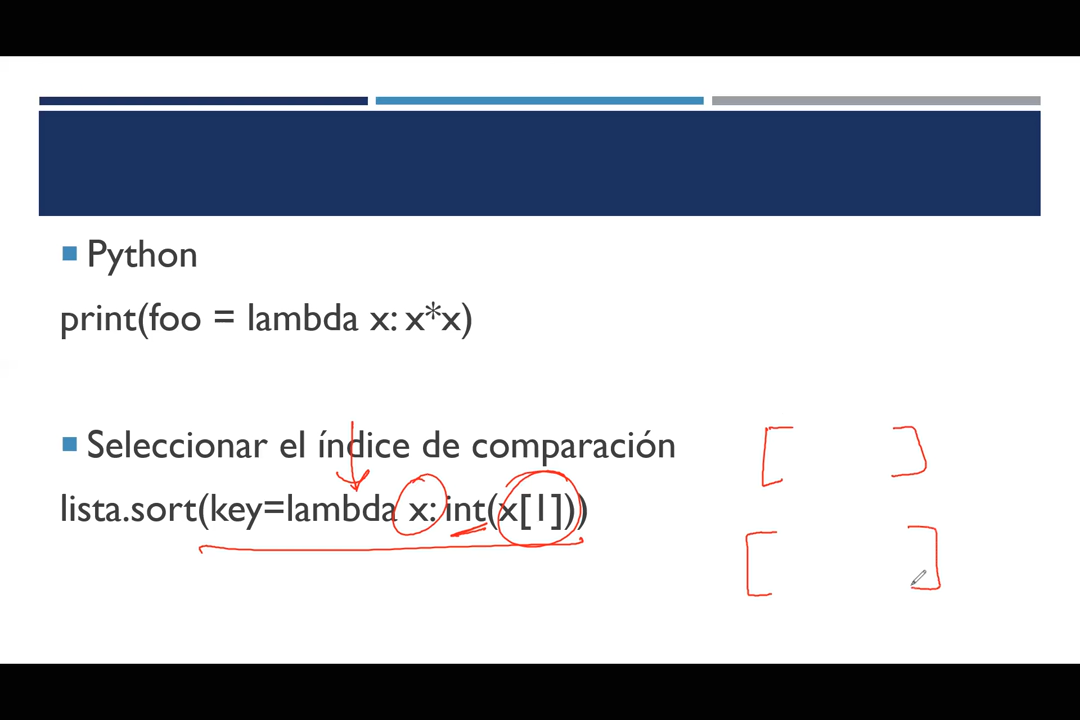 Python
print(foo = lambda x: x*x)
Seleccionar el índice de comparación
lista.sort(key=lambda x: int(x[1]))
[ ]
[ ]